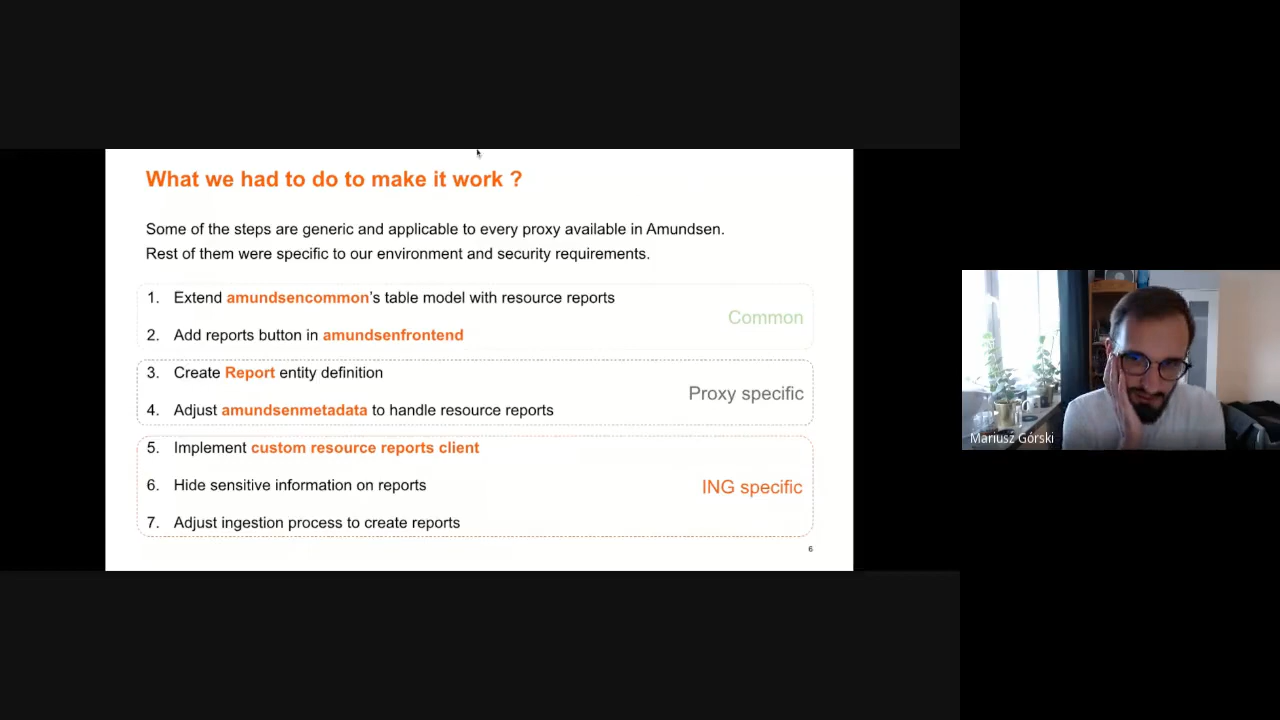 What we had to do to make it work ?
Some of the steps are generic and applicable to every proxy available in Amundsen.
Rest of them were specific to our environment and security requirements.
1. Extend amundsencommon's table model with resource reports
2. Add reports button in amundsenfrontend
Common
3. Create Report entity definition
4. Adjust amundsenmetadata to handle resource reports
Proxy specific
5. Implement custom resource reports client
6. Hide sensitive information on reports
7. Adjust ingestion process to create reports
ING specific
6
Mariusz Górski